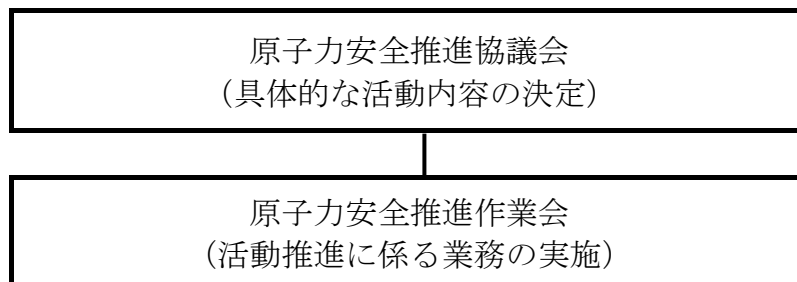 原子力安全推進協議会
（具体的な活動内容の決定）
原子力安全推進作業会
（活動推進に係る業務の実施）